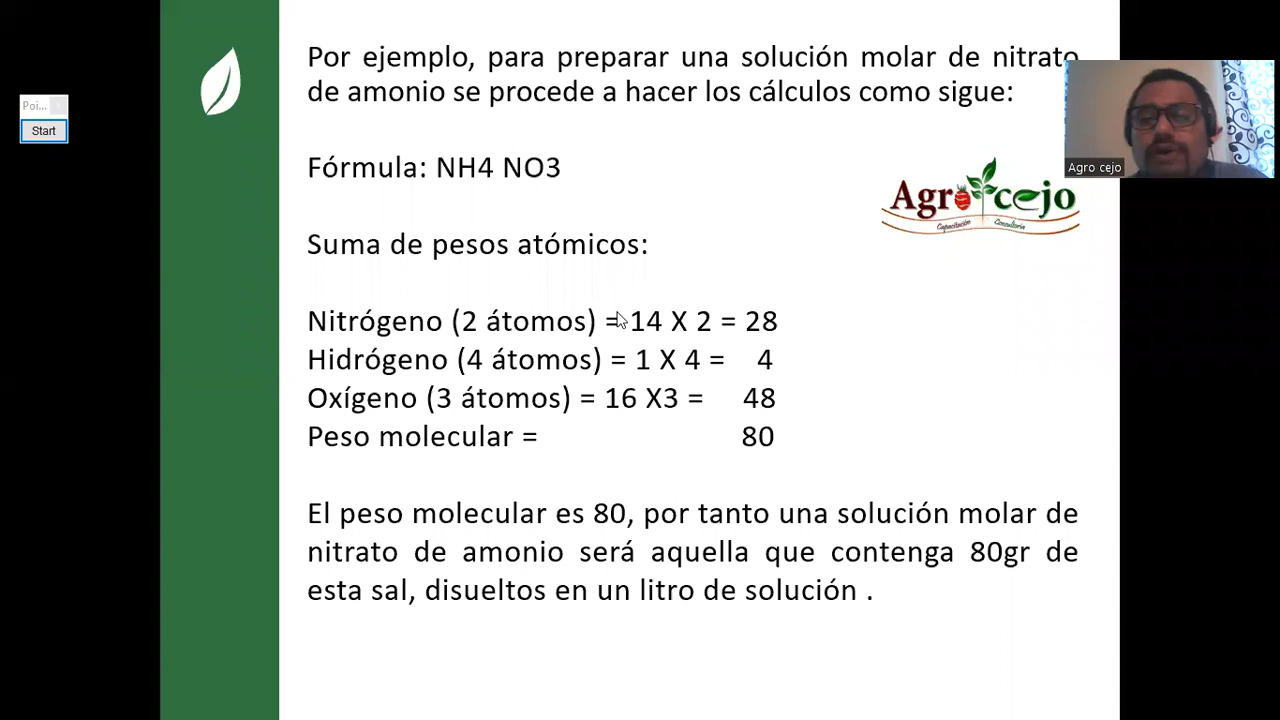 Por ejemplo, para preparar una solución molar de nitrato
de amonio se procede a hacer los cálculos como sigue:
Poi...
Start
Agro cejo
Fórmula: NH4 NO3
Agro cejo
Capacitación Consultoría
Suma de pesos atómicos:
Nitrógeno (2 átomos) = 14 X 2 = 28
Hidrógeno (4 átomos) = 1 X 4 = 4
Oxígeno (3 átomos) = 16 X3 = 48
Peso molecular = 80
El peso molecular es 80, por tanto una solución molar de
nitrato de amonio será aquella que contenga 80gr de
esta sal, disueltos en un litro de solución .